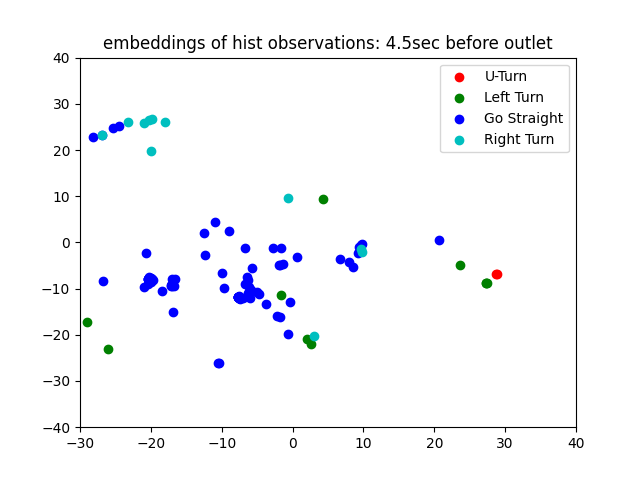 embeddings of hist observations: 4.5sec before outlet
U-Turn
Left Turn
Go Straight
Right Turn
40
30
20
10
0
−10
−20
−30
−40
−30 −20 −10 0 10 20 30 40